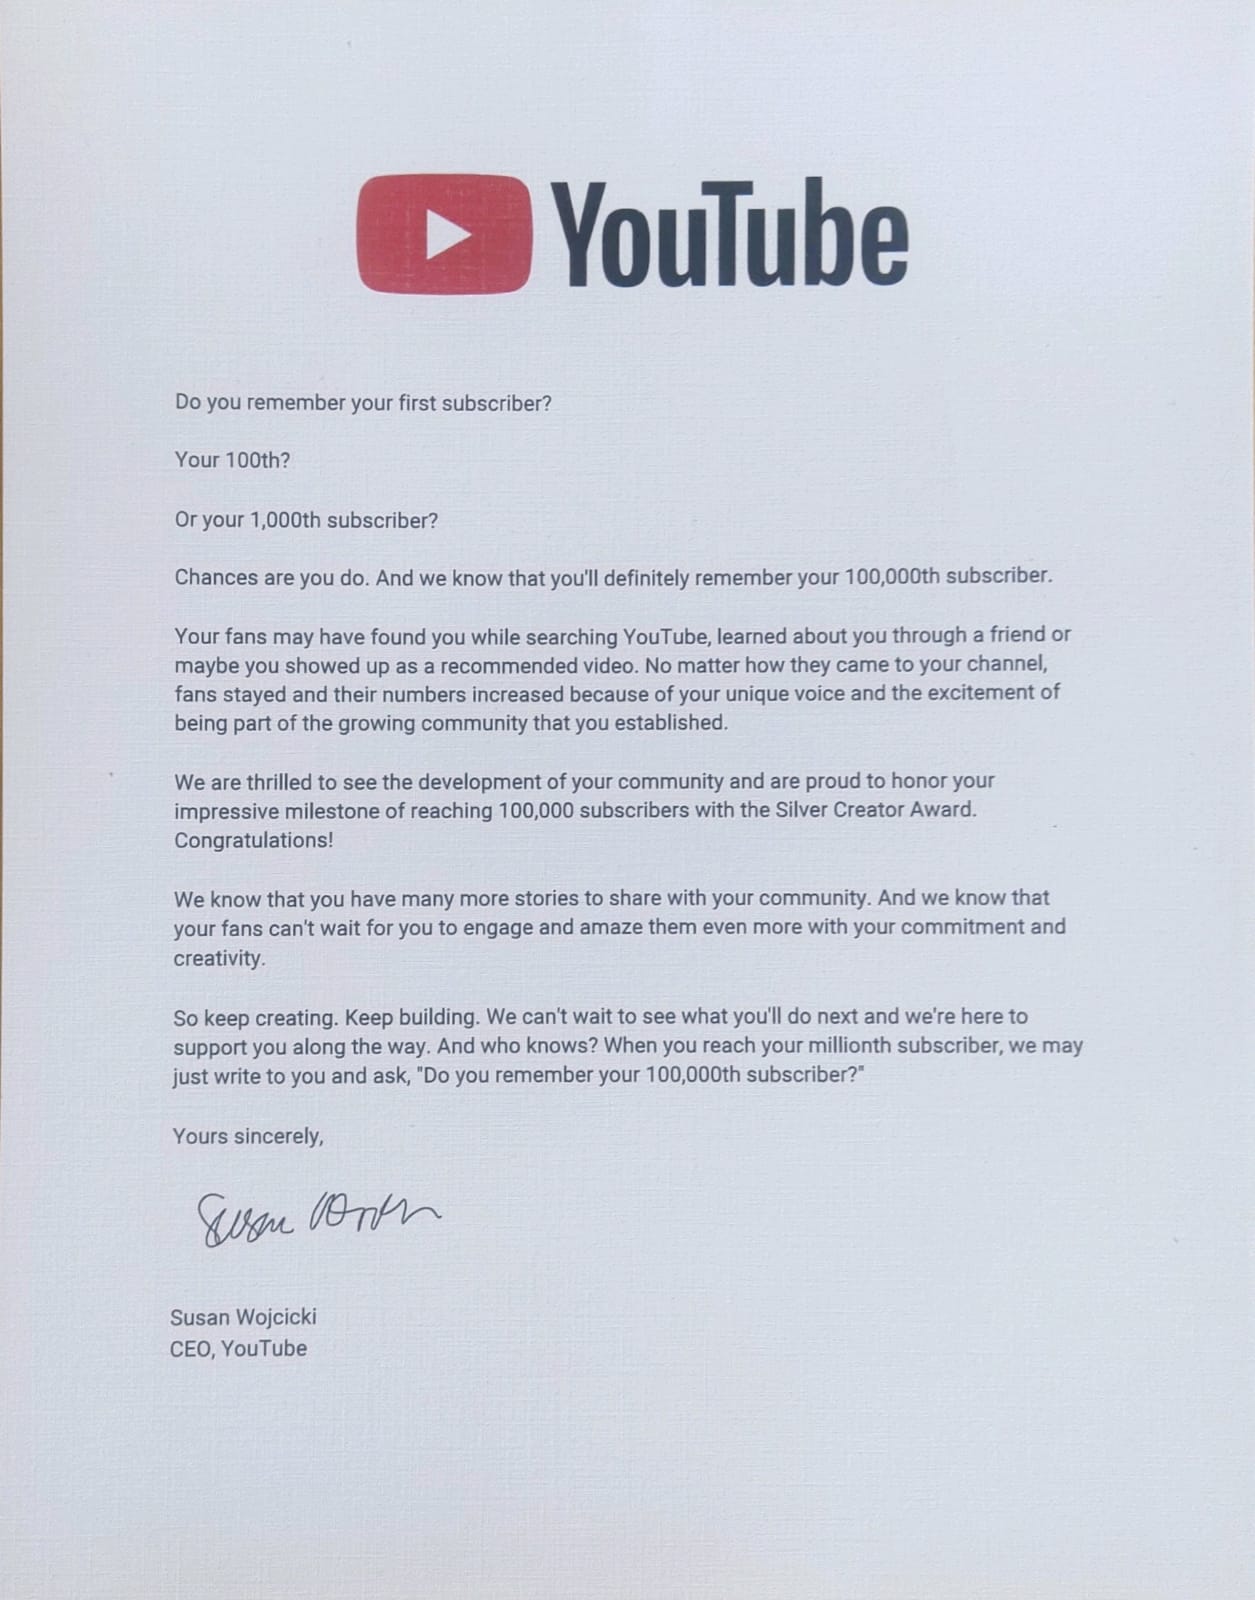 YouTube
Do you remember your first subscriber?
Your 100th?
Or your 1,000th subscriber?
Chances are you do. And we know that you'll definitely remember your 100,000th subscriber.
Your fans may have found you while searching YouTube, learned about you through a friend or
maybe you showed up as a recommended video. No matter how they came to your channel,
fans stayed and their numbers increased because of your unique voice and the excitement of
being part of the growing community that you established.
We are thrilled to see the development of your community and are proud to honor your
impressive milestone of reaching 100,000 subscribers with the Silver Creator Award.
Congratulations!
We know that you have many more stories to share with your community. And we know that
your fans can't wait for you to engage and amaze them even more with your commitment and
creativity.
So keep creating. Keep building. We can't wait to see what you'll do next and we're here to
support you along the way. And who knows? When you reach your millionth subscriber, we may
just write to you and ask, "Do you remember your 100,000th subscriber?"
Yours sincerely,
Susan
Susan Wojcicki
CEO, YouTube